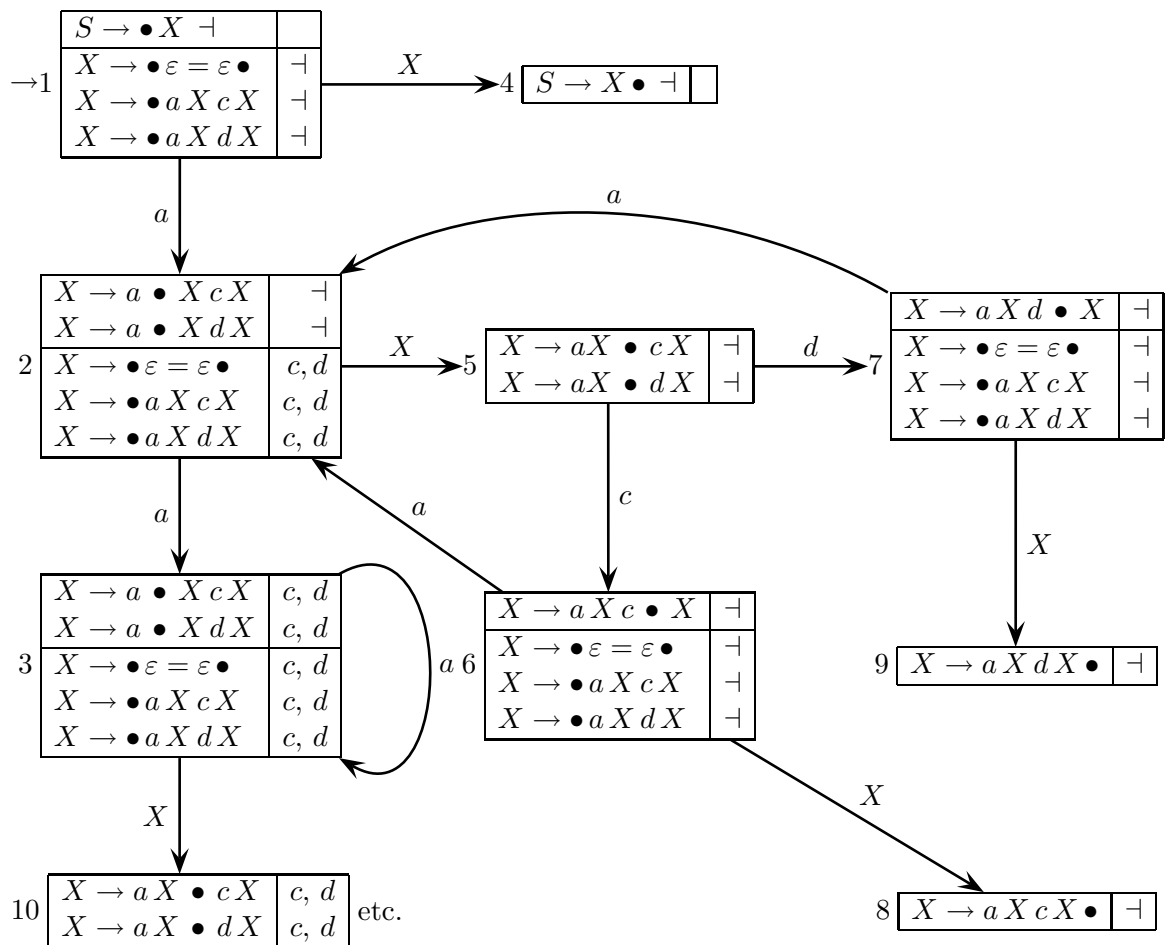 S → • X ⊣
→1
X → • ε = ε • ⊣
X → • a X c X ⊣
X → • a X d X ⊣
X
4
S → X • ⊣
a
a
2
X → a • X c X ⊣
X → a • X d X ⊣
X → • ε = ε • c, d
X → • a X c X c, d
X → • a X d X c, d
X
5
X → aX • c X ⊣
X → aX • d X ⊣
d
7
X → a X d • X ⊣
X → • ε = ε • ⊣
X → • a X c X ⊣
X → • a X d X ⊣
a
a
c
X
3
X → a • X c X c, d
X → a • X d X c, d
X → • ε = ε • c, d
X → • a X c X c, d
X → • a X d X c, d
a
6
X → a X c • X ⊣
X → • ε = ε • ⊣
X → • a X c X ⊣
X → • a X d X ⊣
9
X → a X d X • ⊣
X
X
10
X → a X • c X c, d
X → a X • d X c, d
etc.
8
X → a X c X • ⊣